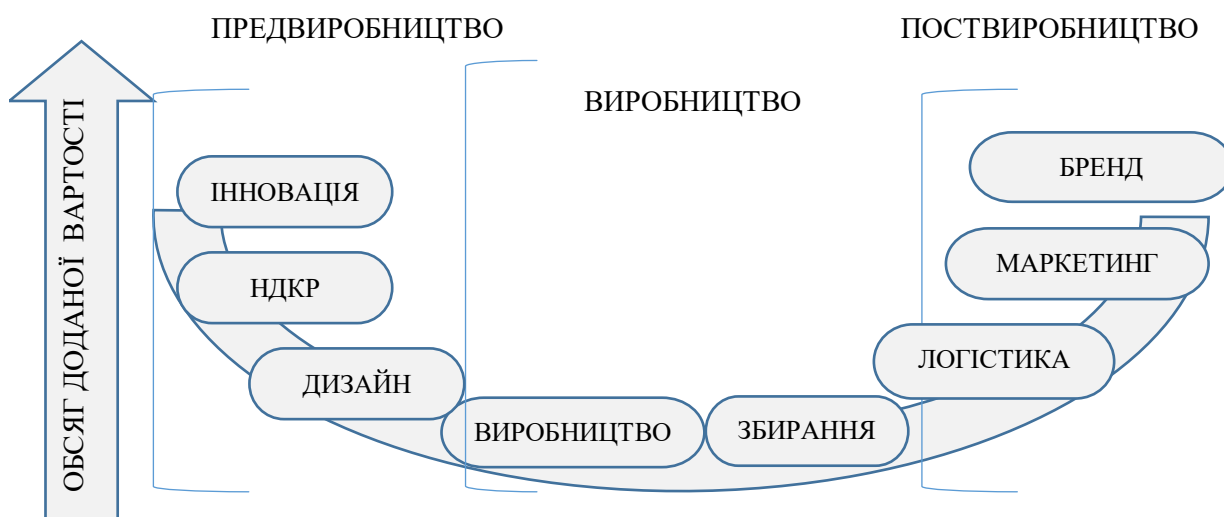 ПРЕДВИРОБНИЦТВО
ПОСТВИРОБНИЦТВО
ВИРОБНИЦТВО
ОБСЯГ ДОДАНОЇ ВАРТОСТІ
ІННОВАЦІЯ
НДКР
ДИЗАЙН
ВИРОБНИЦТВО
ЗБИРАННЯ
ЛОГІСТИКА
МАРКЕТИНГ
БРЕНД